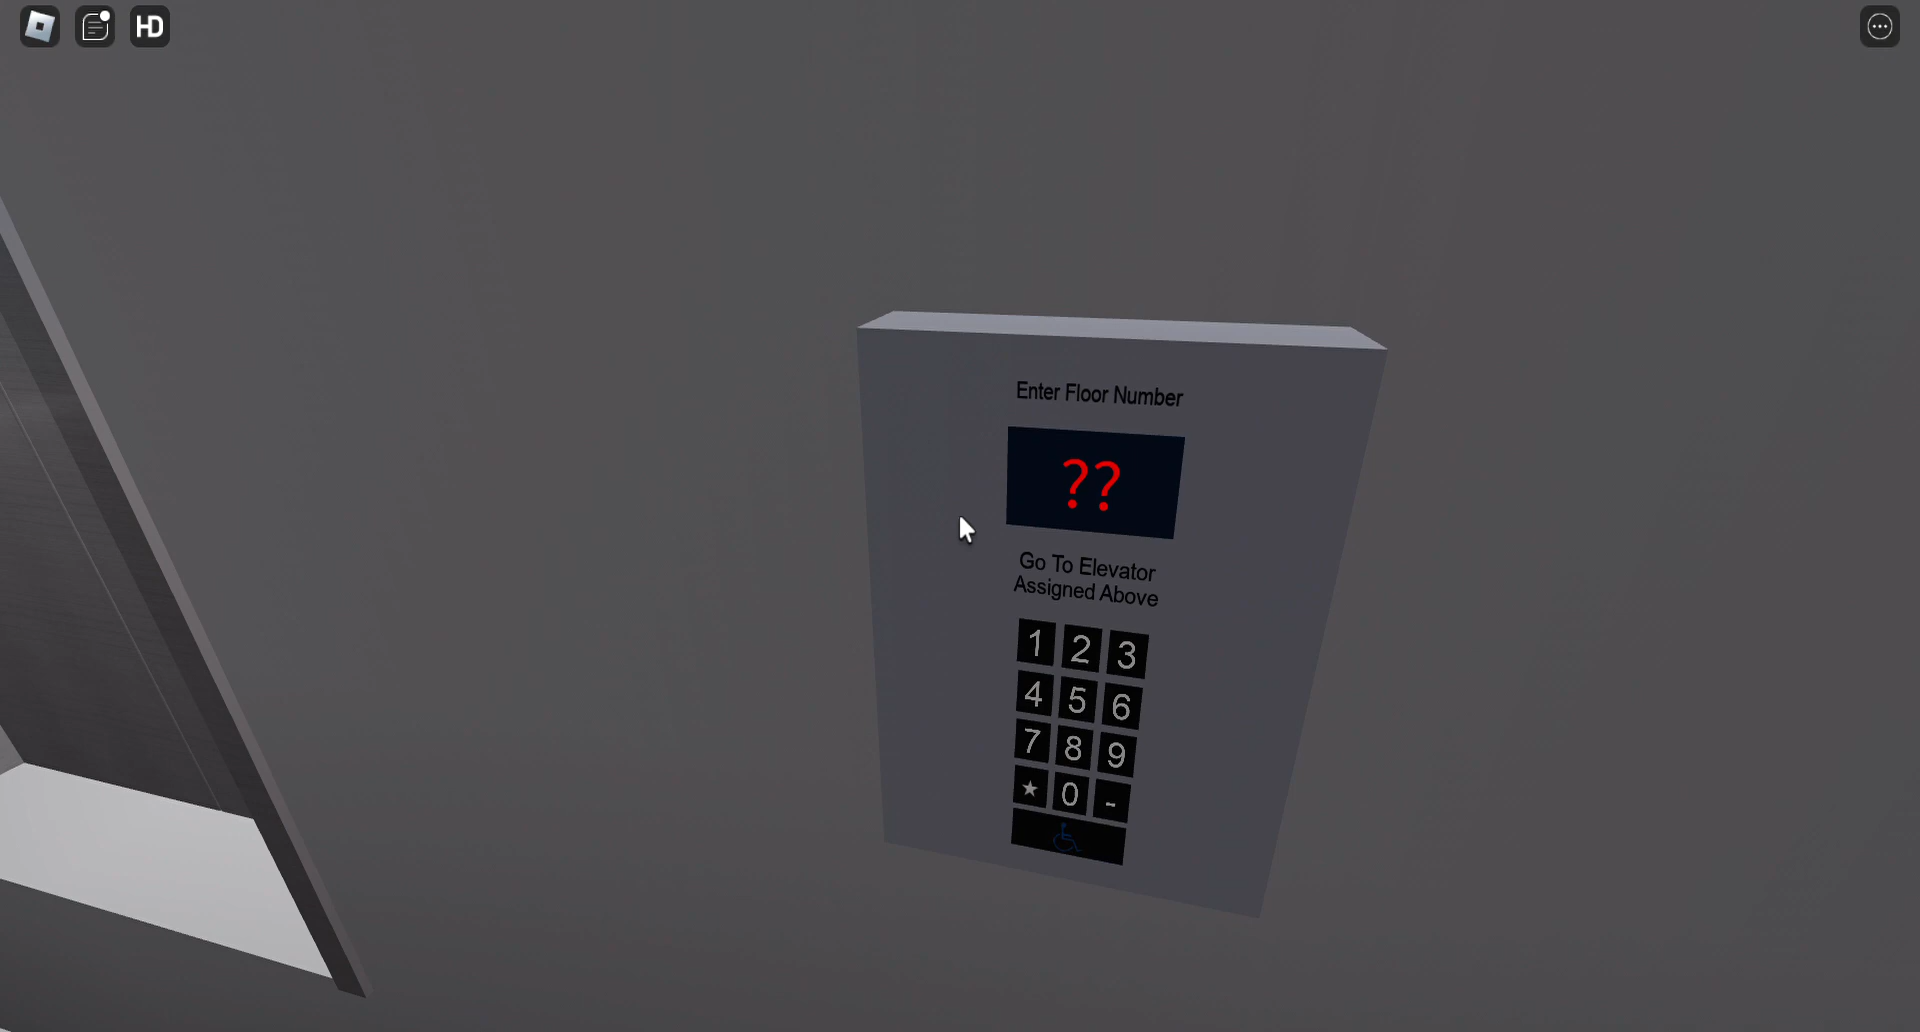 HD
Enter Floor Number
??
Go To Elevator
Assigned Above
1 2 3
4 5 6
7 8 9
★ 0 -